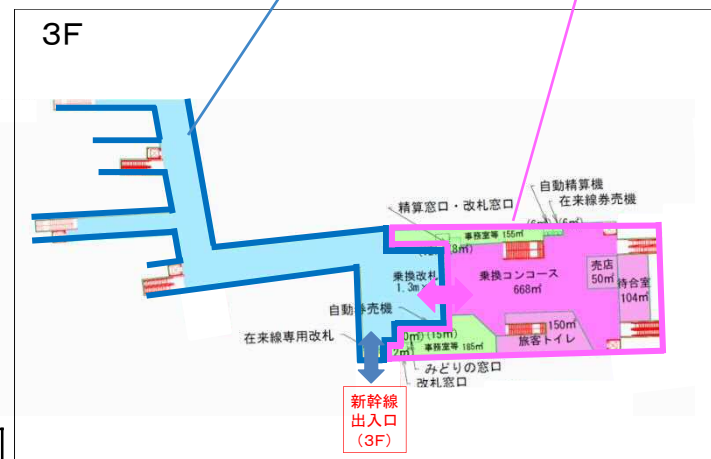 3F
自動精算機
在来線券売機
精算窓口・改札窓口
(6㎡)(6㎡)
事務室等 155㎡
乗換改札
1.3m
乗換コンコース
668㎡
売店
50㎡
待合室
104㎡
自動券売機
150㎡
旅客トイレ
在来線専用改札
(15㎡)
事務室等 185㎡
みどりの窓口
改札窓口
新幹線
出入口
(3F)